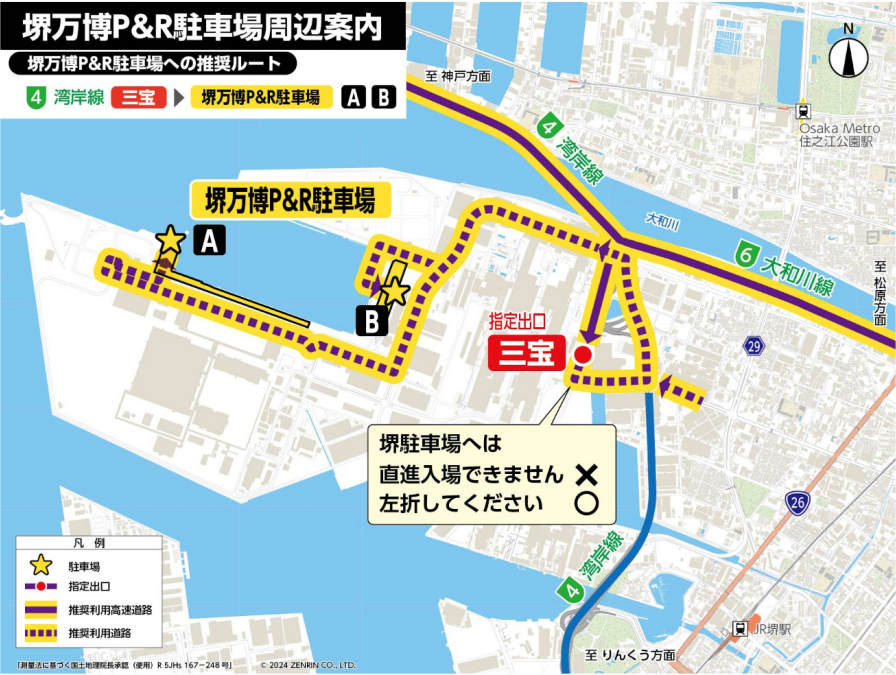 堺万博P&R駐車場周辺案内
堺万博P&R駐車場への推奨ルート
4 湾岸線 三宝 ▶ 堺万博P&R駐車場 A B
至 神戸方面
N
4 湾岸線
Osaka Metro
住之江公園駅
大和川
6 大和川線
至 松原方面
堺万博P&R駐車場
A
B
指定出口
三宝
29
堺駐車場へは
直進入場できません ×
左折してください 〇
26
4 湾岸線
JR堺駅
至 りんくう方面
凡 例
駐車場
指定出口
推奨利用高速道路
推奨利用道路
「測量法に基づく国土地理院長承認（使用）R 5JHs 167－248 号」
© 2024 ZENRIN CO., LTD.